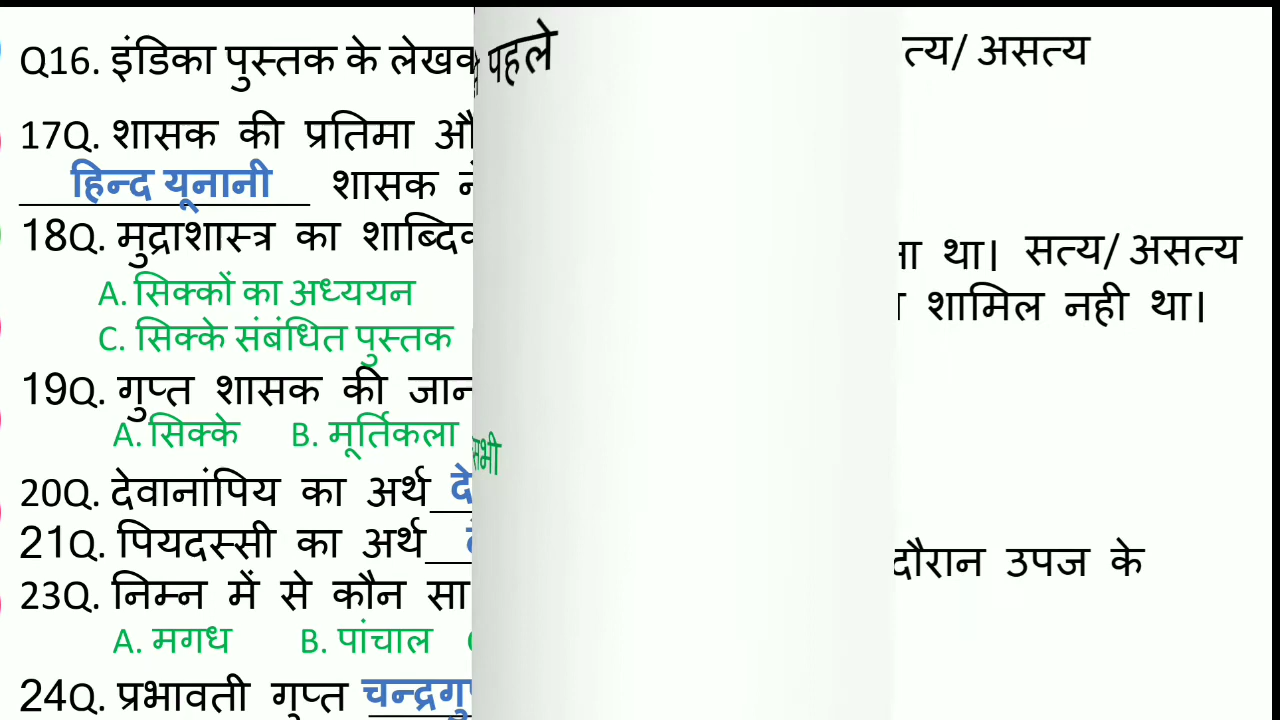 Q16. इंडिका पुस्तक के लेखक पहले त्य/ असत्य
17Q. शासक की प्रतिमा औ
हिन्द यूनानी शासक ने
18Q. मुद्राशास्त्र का शाब्दिक था। सत्य/ असत्य
A. सिक्कों का अध्ययन शामिल नही था।
C. सिक्के संबंधित पुस्तक
19Q. गुप्त शासक की जान
A. सिक्के B. मूर्तिकला सभी
20Q. देवानांपिय का अर्थ दे
21Q. पियदस्सी का अर्थ दौरान उपज के
23Q. निम्न में से कौन सा
A. मगध B. पांचाल
24Q. प्रभावती गुप्त चन्द्रगु